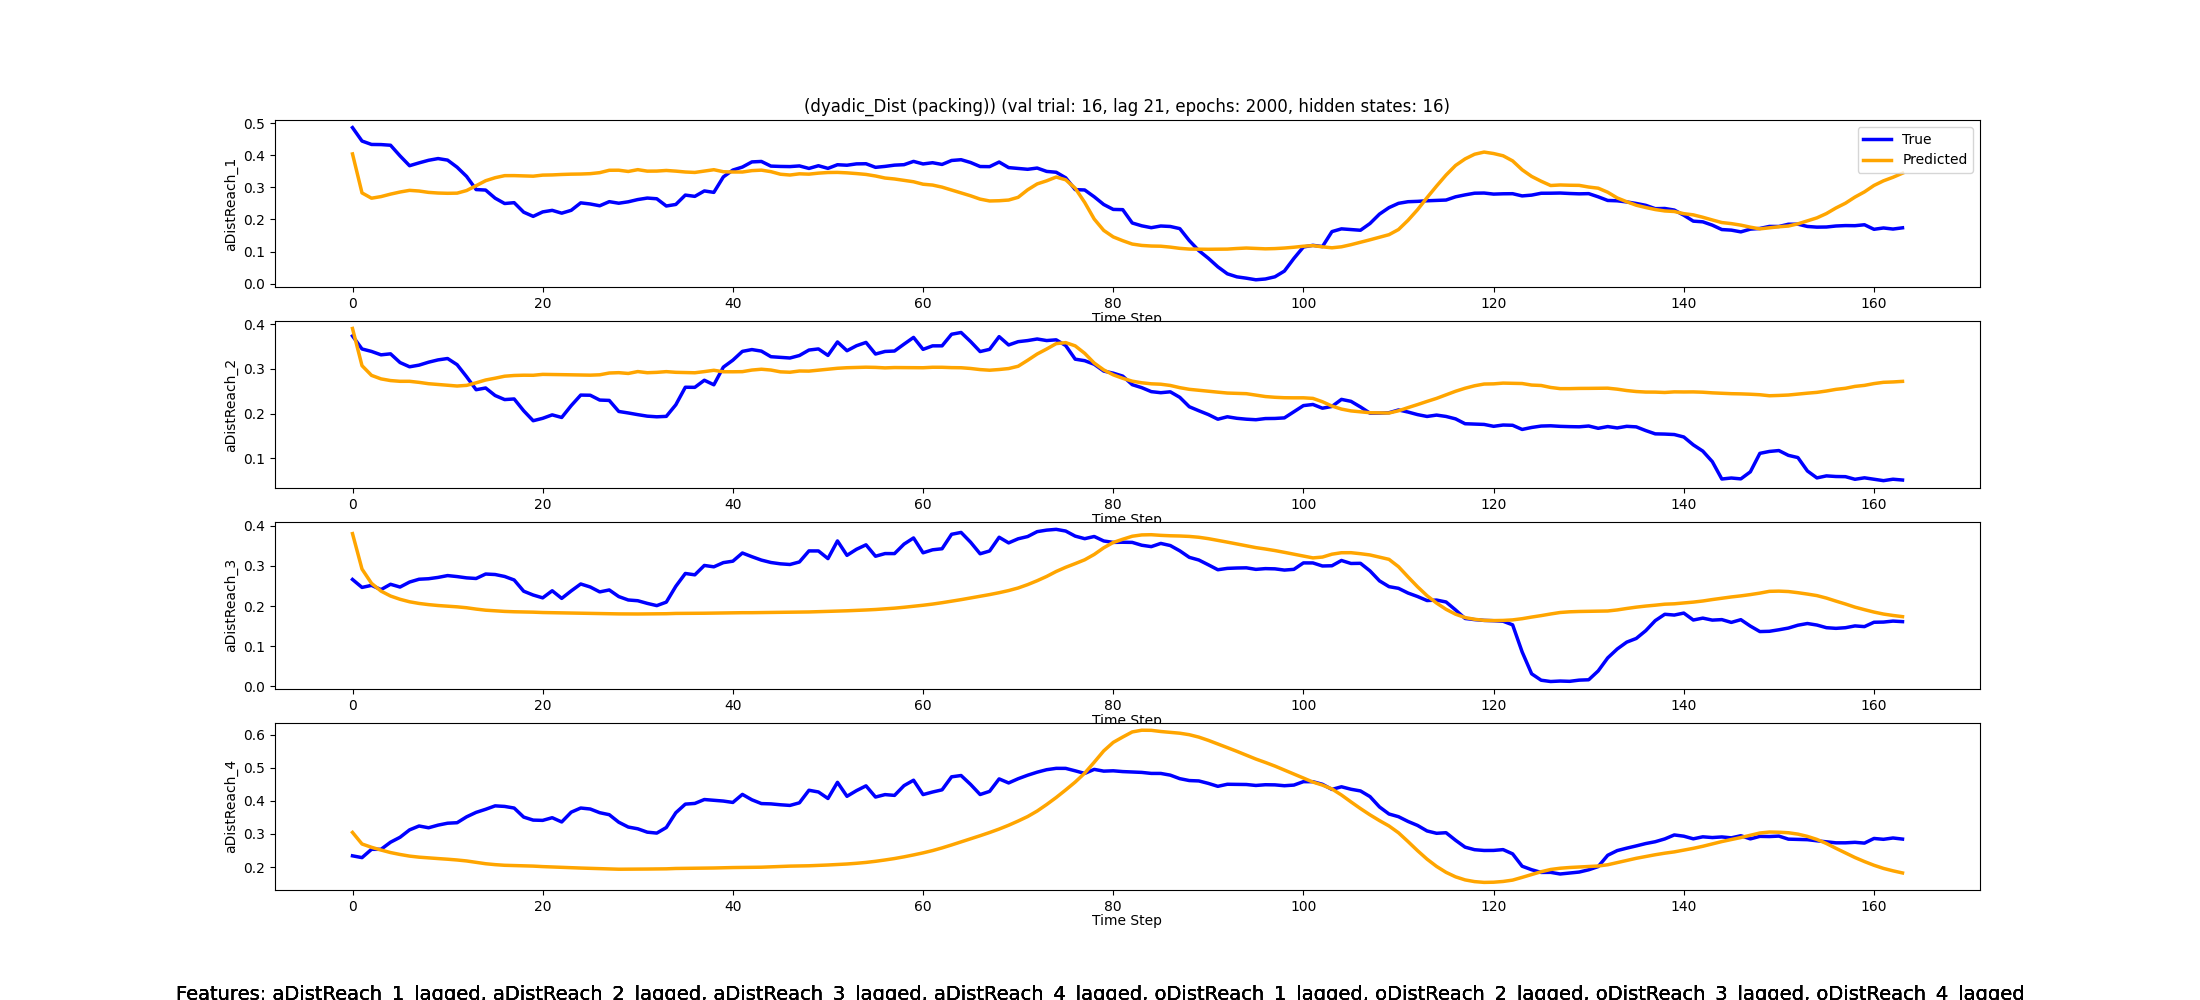 (dyadic_Dist (packing)) (val trial: 16, lag 21, epochs: 2000, hidden states: 16)
True
Predicted
aDistReach_1
0.5
0.4
0.3
0.2
0.1
0.0
0 20 40 60 80 100 120 140 160
Time Step
aDistReach_2
0.4
0.3
0.2
0.1
0 20 40 60 80 100 120 140 160
Time Step
aDistReach_3
0.4
0.3
0.2
0.1
0.0
0 20 40 60 80 100 120 140 160
Time Step
aDistReach_4
0.6
0.5
0.4
0.3
0.2
0 20 40 60 80 100 120 140 160
Time Step
Features: aDistReach_1_lagged, aDistReach_2_lagged, aDistReach_3_lagged, aDistReach_4_lagged, oDistReach_1_lagged, oDistReach_2_lagged, oDistReach_3_lagged, oDistReach_4_lagged